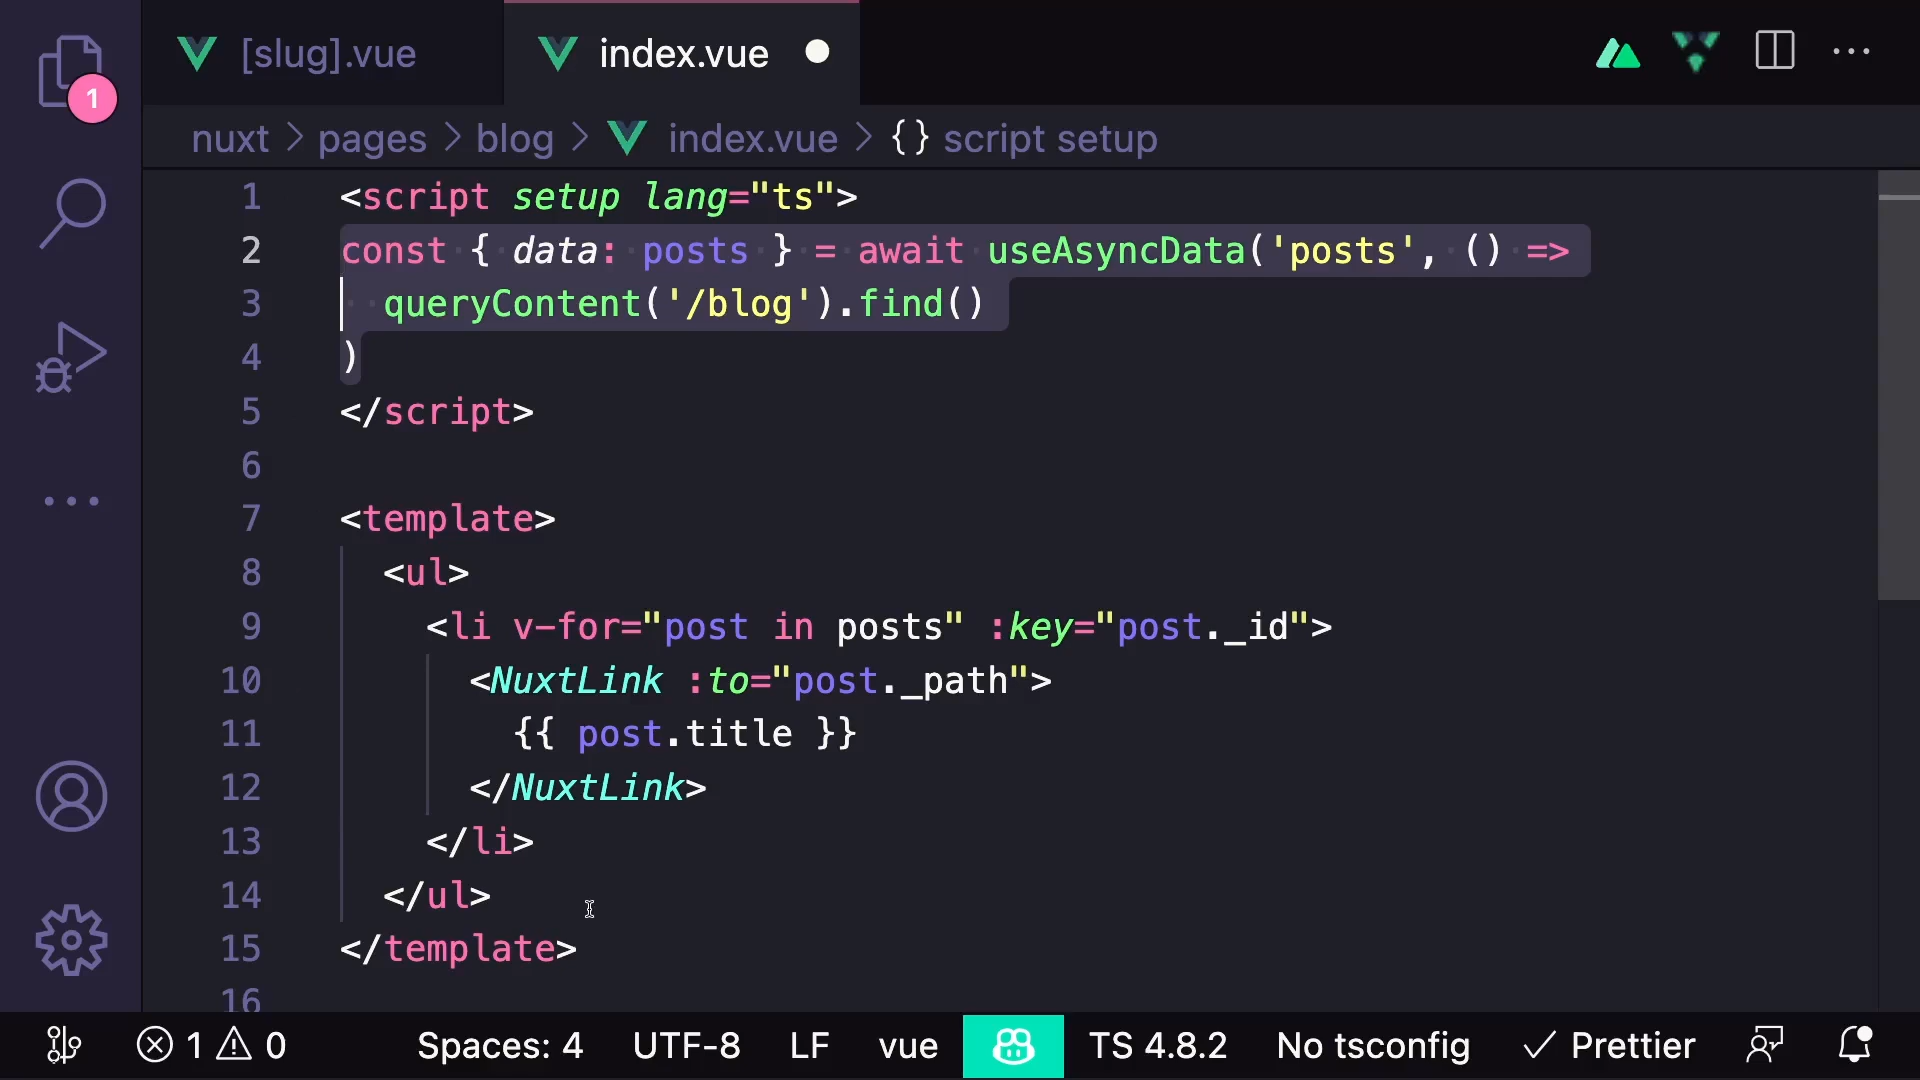 [slug].vue
index.vue
1
nuxt > pages > blog > index.vue > {} script setup
1 <script setup lang="ts">
2 const { data: posts } = await useAsyncData('posts', () =>
3 queryContent('/blog').find()
4 )
5 </script>
6
7 <template>
8 <ul>
9 <li v-for="post in posts" :key="post._id">
10 <NuxtLink :to="post._path">
11 {{ post.title }}
12 </NuxtLink>
13 </li>
14 </ul>
15 </template>
16
1 0 Spaces: 4 UTF-8 LF vue TS 4.8.2 No tsconfig Prettier